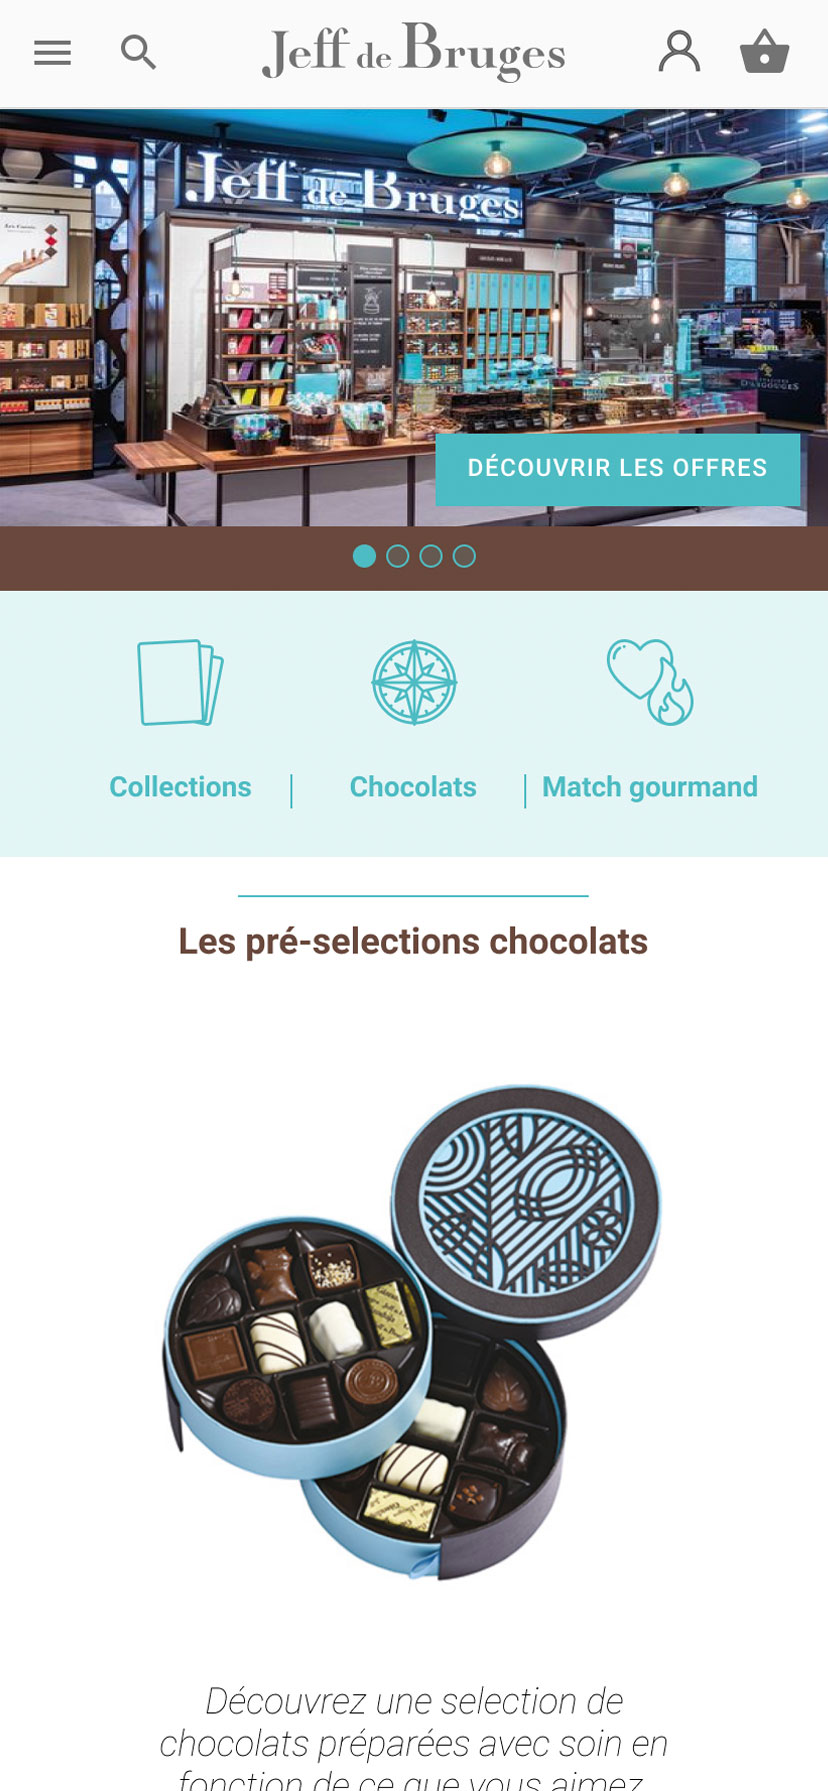 Jeff de Bruges
Jeff de Bruges
DÉCOUVRIR LES OFFRES
Collections
Chocolats
Match gourmand
Les pré-selections chocolats
Découvrez une selection de
chocolats préparées avec soin en
fonction de ce que vous aimez